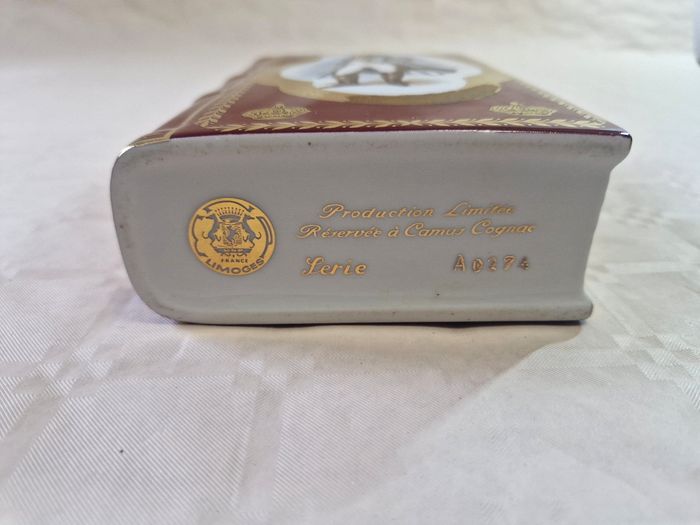 FRANCE
LIMOGES
Production Limitée
Réservée à Camus Cognac
Serie AD274